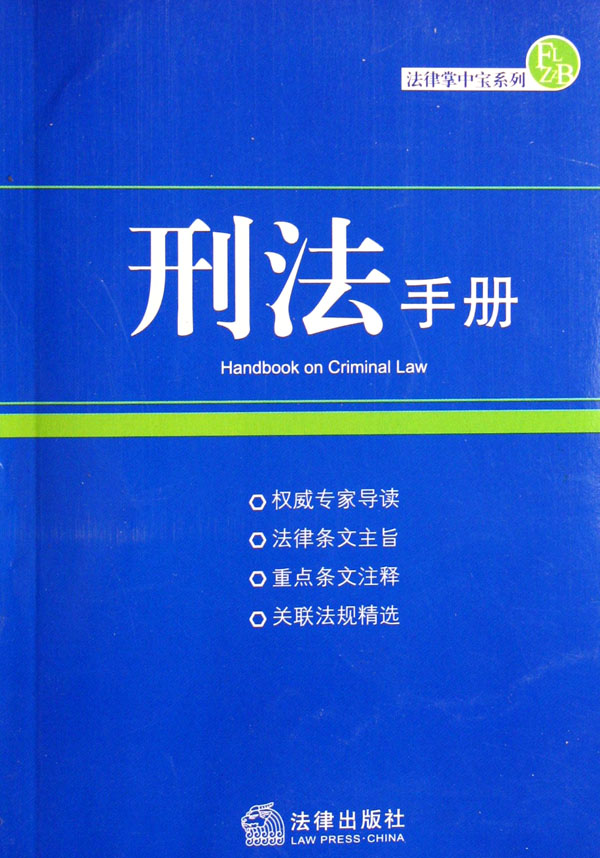 法律掌中宝系列
FL
ZZB
刑法手册
Handbook on Criminal Law
权威专家导读
法律条文主旨
重点条文注释
关联法规精选
法律出版社
LAW PRESS·CHINA